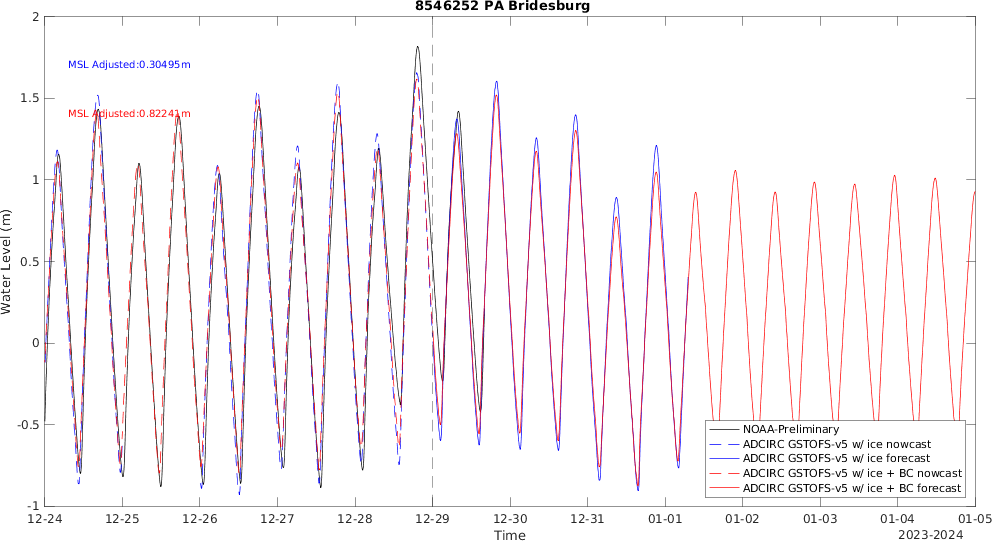 8546252 PA Bridesburg
2
1.5
1
0.5
0
-0.5
-1
Water Level (m)
MSL Adjusted:0.30495m
MSL Adjusted:0.82241m
NOAA-Preliminary
ADCIRC GSTOFS-v5 w/ ice nowcast
ADCIRC GSTOFS-v5 w/ ice forecast
ADCIRC GSTOFS-v5 w/ ice + BC nowcast
ADCIRC GSTOFS-v5 w/ ice + BC forecast
12-24 12-25 12-26 12-27 12-28 12-29 12-30 12-31 01-01 01-02 01-03 01-04 01-05
Time
2023-2024